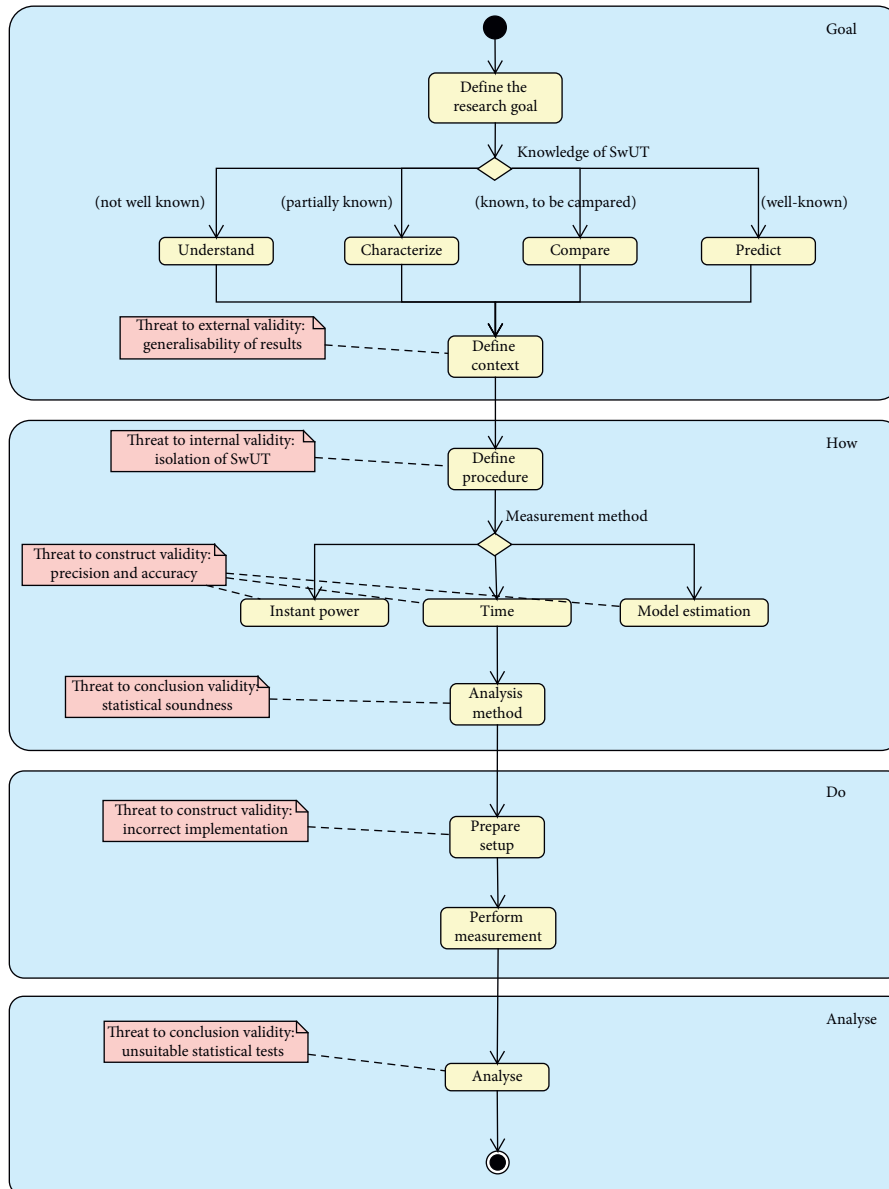 Goal
Define the
research goal
Knowledge of SwUT
(not well known)
(partially known)
(known, to be campared)
(well-known)
Understand
Characterize
Compare
Predict
Threat to external validity:
generalisability of results
Define
context
How
Threat to internal validity:
isolation of SwUT
Define
procedure
Measurement method
Threat to construct validity:
precision and accuracy
Instant power
Time
Model estimation
Threat to conclusion validity:
statistical soundness
Analysis
method
Do
Threat to construct validity:
incorrect implementation
Prepare
setup
Perform
measurement
Analyse
Threat to conclusion validity:
unsuitable statistical tests
Analyse